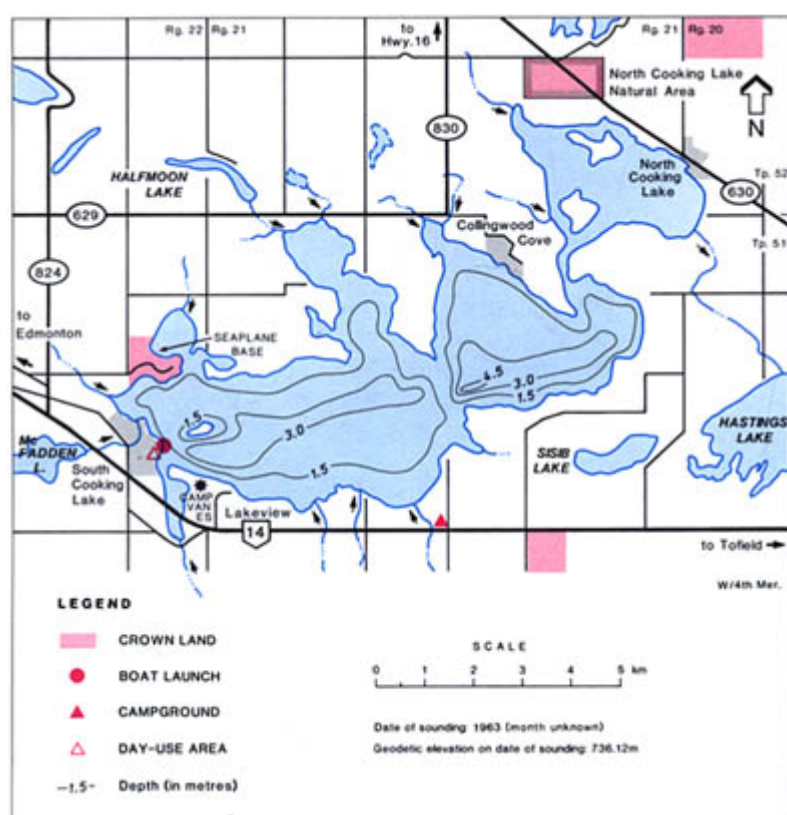 Rg. 22
Rg. 21
to
Hwy.16
Rg. 21
Rg. 20
North Cooking Lake
Natural Area
N
830
HALFMOON
LAKE
North
Cooking
Lake
Tp. 52
630
629
Collingwood
Cove
Tp. 51
824
to
Edmonton
SEAPLANE
BASE
4.5
3.0
1.5
1.5
3.0
1.5
HASTINGS
LAKE
Mc
FADDEN
L.
SISIB
LAKE
South
Cooking
Lake
CAMP
VAN
ES
Lakeview
14
to Tofield
W/4th Mer.
LEGEND
CROWN LAND
BOAT LAUNCH
CAMPGROUND
DAY-USE AREA
-1.5- Depth (in metres)
SCALE
0 1 2 3 4 5 km
Date of sounding: 1963 (month unknown)
Geodetic elevation on date of sounding: 736.12m